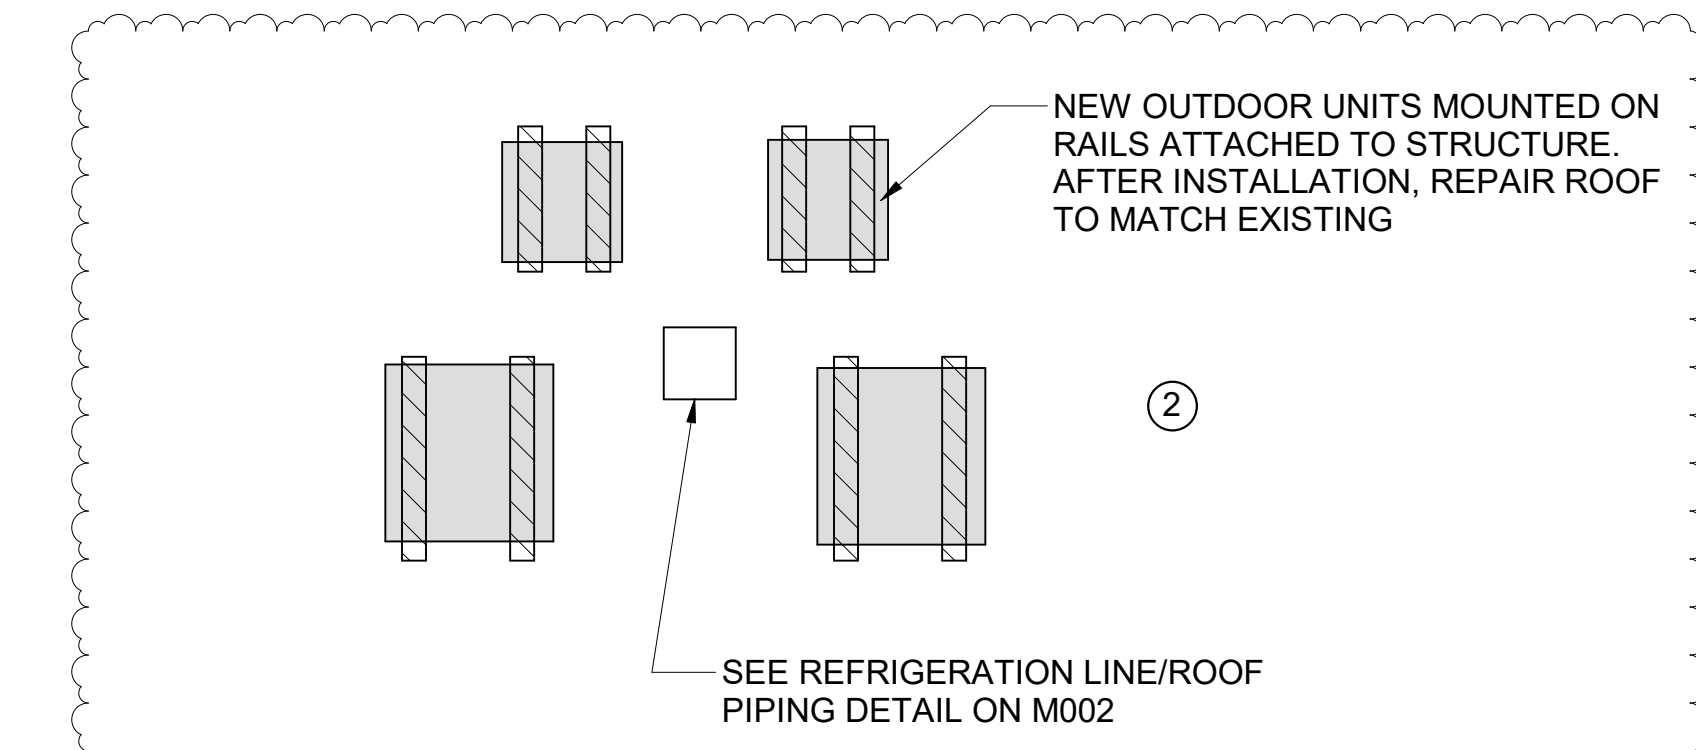 NEW OUTDOOR UNITS MOUNTED ON
RAILS ATTACHED TO STRUCTURE.
AFTER INSTALLATION, REPAIR ROOF
TO MATCH EXISTING
2
SEE REFRIGERATION LINE/ROOF
PIPING DETAIL ON M002